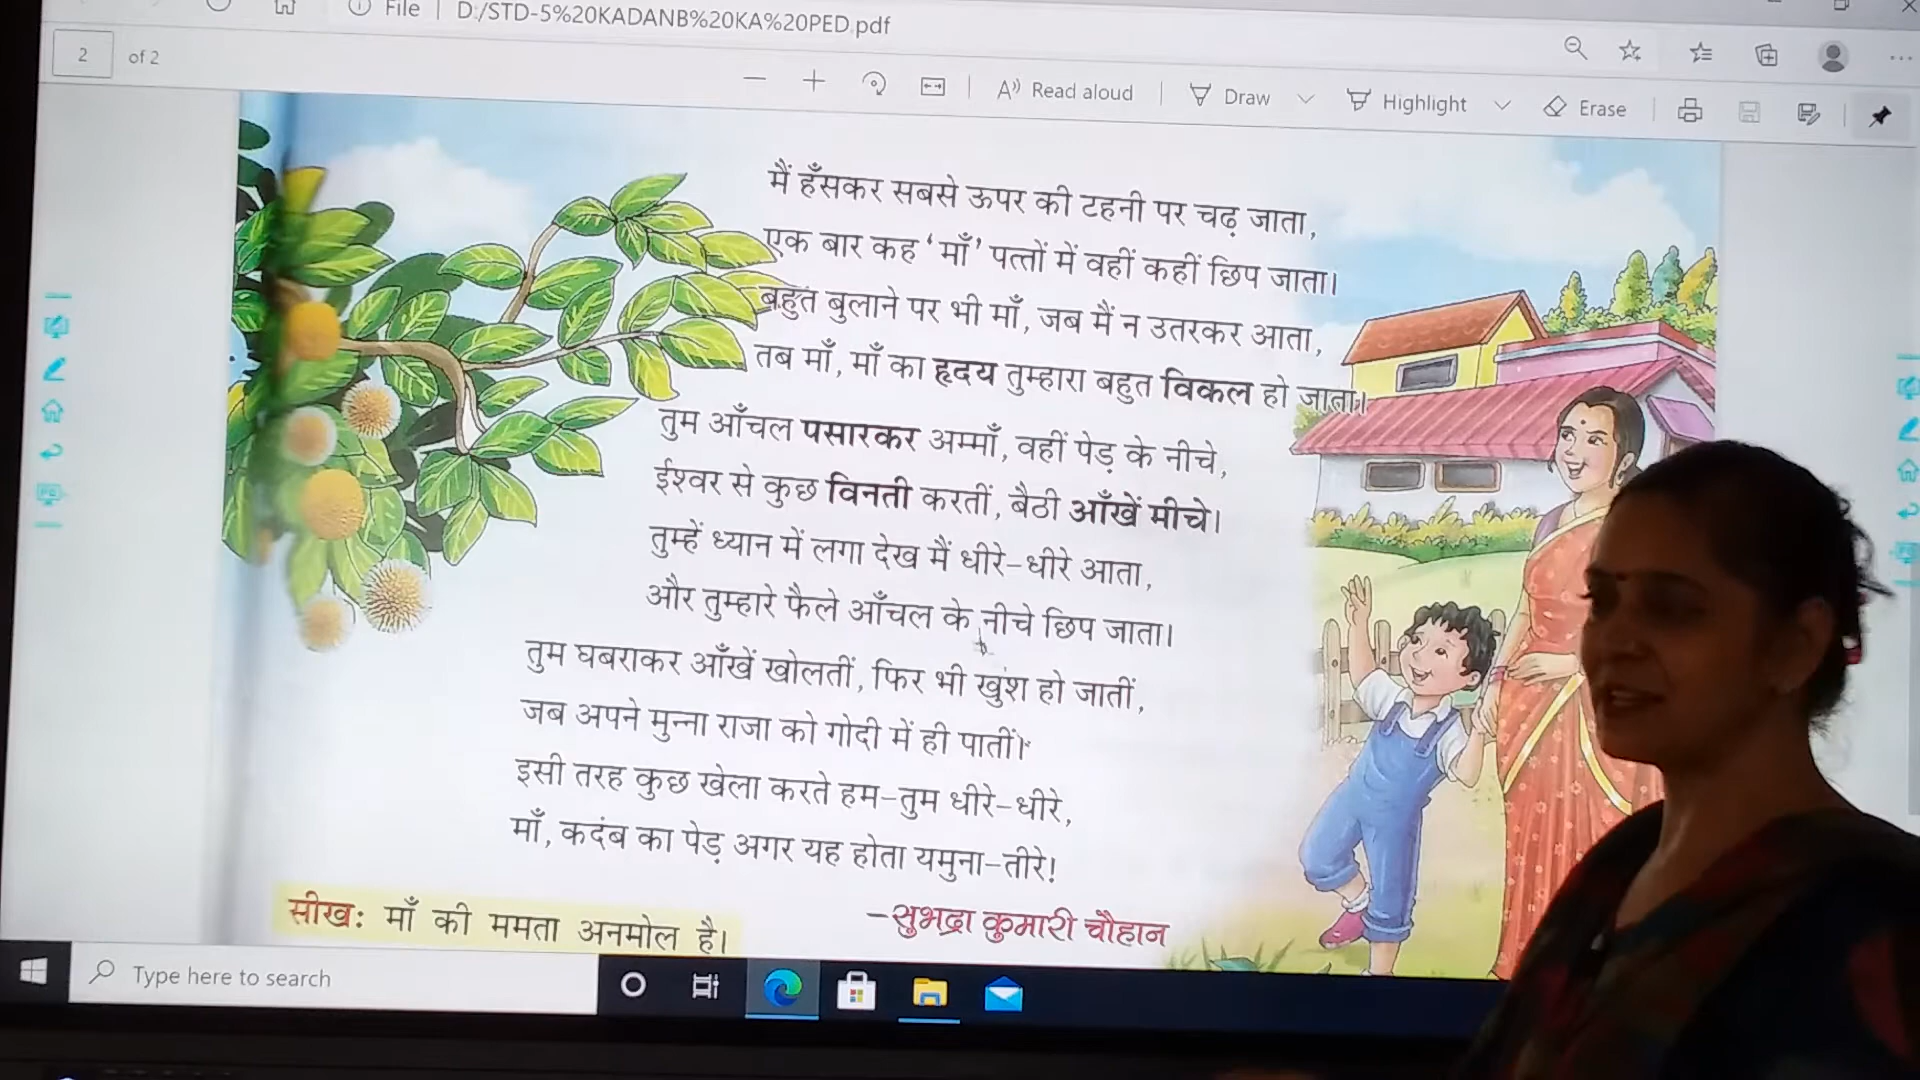 File | D:/STD-5%20KADANB%20KA%20PED.pdf
2 of 2
Read aloud
Draw
Highlight
Erase
मैं हँसकर सबसे ऊपर की टहनी पर चढ़ जाता,
एक बार कह ‘माँ’ पत्तों में वहीं कहीं छिप जाता।
बहुत बुलाने पर भी माँ, जब मैं न उतरकर आता,
तब माँ, माँ का हृदय तुम्हारा बहुत विकल हो जाता।
तुम आँचल पसारकर अम्माँ, वहीं पेड़ के नीचे,
ईश्वर से कुछ विनती करतीं, बैठी आँखें मीचे।
तुम्हें ध्यान में लगा देख मैं धीरे-धीरे आता,
और तुम्हारे फैले आँचल के नीचे छिप जाता।
तुम घबराकर आँखें खोलतीं, फिर भी खुंश हो जातीं,
जब अपने मुन्ना राजा को गोदी में ही पातीं।
इसी तरह कुछ खेला करते हम-तुम धीरे-धीरे,
माँ, कदंब का पेड़ अगर यह होता यमुना-तीरे!
-सुभद्रा कुमारी चौहान
सीखः माँ की ममता अनमोल है।
Type here to search